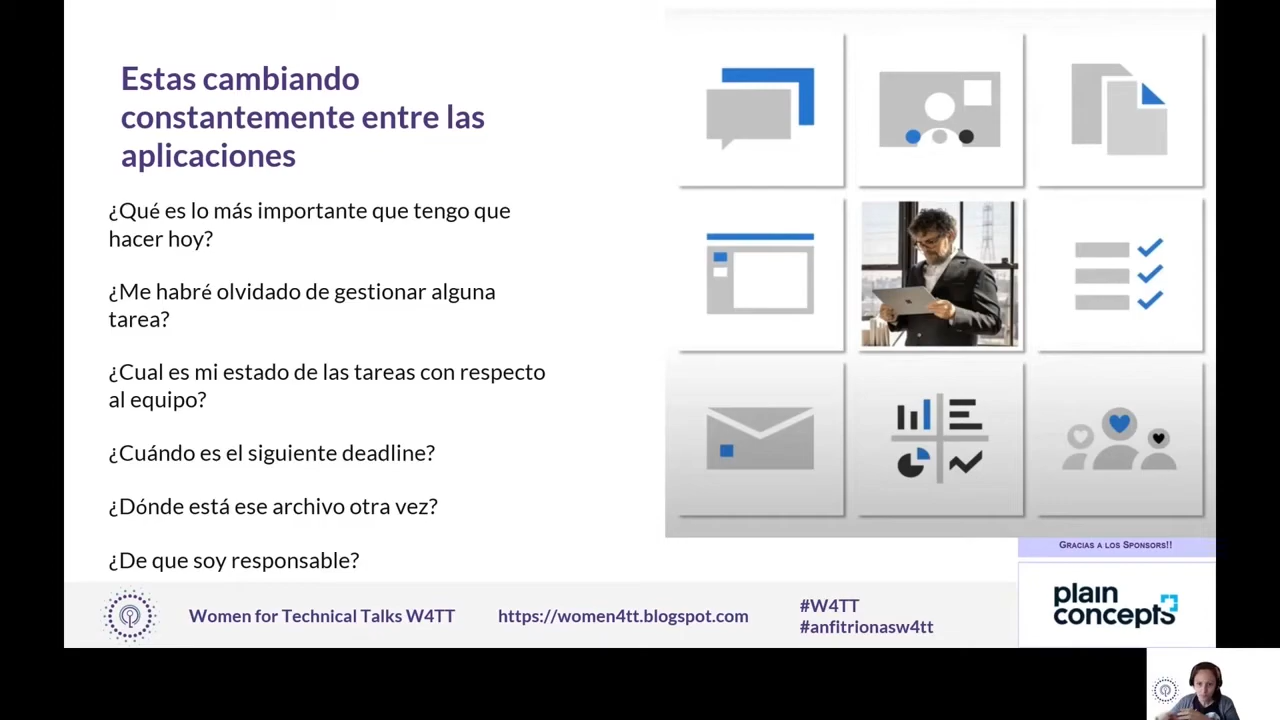 Estas cambiando
constantemente entre las
aplicaciones
¿Qué es lo más importante que tengo que
hacer hoy?
¿Me habré olvidado de gestionar alguna
tarea?
¿Cual es mi estado de las tareas con respecto
al equipo?
¿Cuándo es el siguiente deadline?
¿Dónde está ese archivo otra vez?
¿De que soy responsable?
Gracias a los Sponsors!!
plain
concepts
Women for Technical Talks W4TT
https://women4tt.blogspot.com
#W4TT
#anfitrionasw4tt